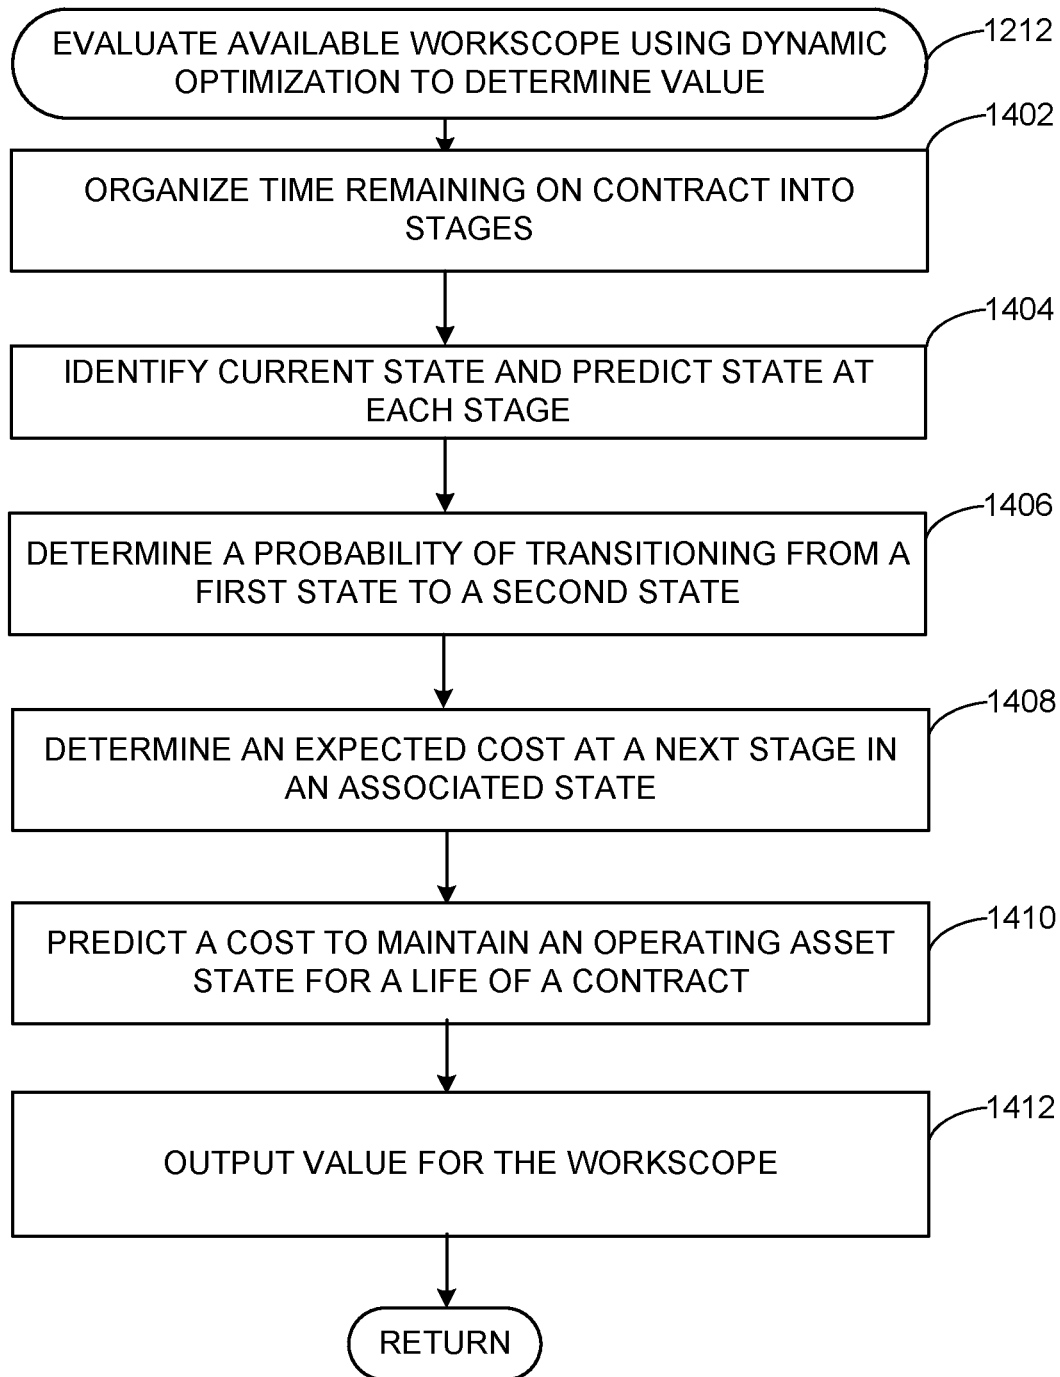 EVALUATE AVAILABLE WORKSCOPE USING DYNAMIC
OPTIMIZATION TO DETERMINE VALUE
1212
1402
ORGANIZE TIME REMAINING ON CONTRACT INTO
STAGES
1404
IDENTIFY CURRENT STATE AND PREDICT STATE AT
EACH STAGE
1406
DETERMINE A PROBABILITY OF TRANSITIONING FROM A
FIRST STATE TO A SECOND STATE
1408
DETERMINE AN EXPECTED COST AT A NEXT STAGE IN
AN ASSOCIATED STATE
1410
PREDICT A COST TO MAINTAIN AN OPERATING ASSET
STATE FOR A LIFE OF A CONTRACT
1412
OUTPUT VALUE FOR THE WORKSCOPE
RETURN